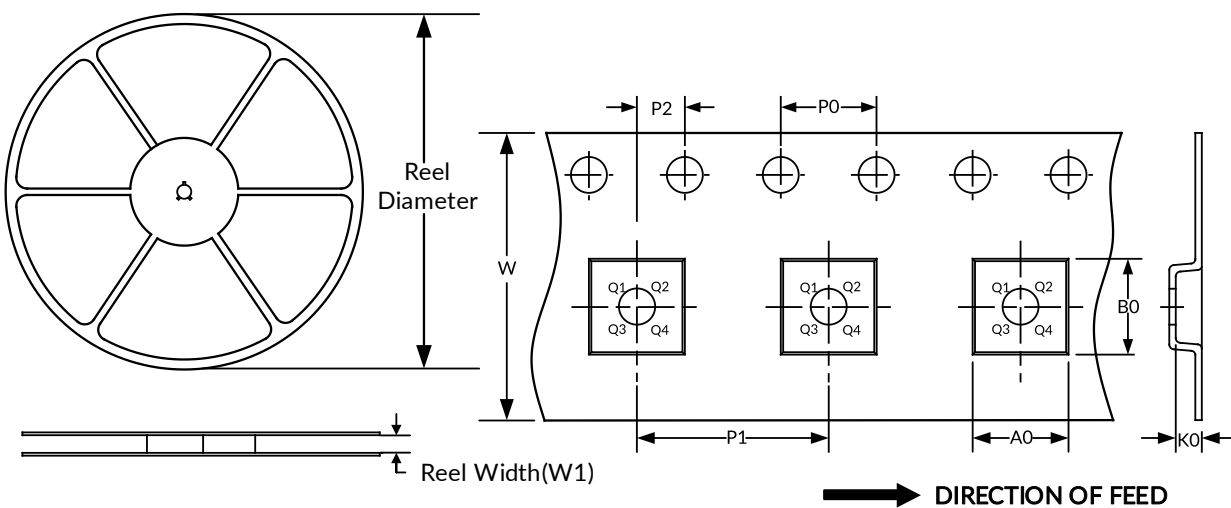 P2
P0
Reel
Diameter
W
Q1 Q2
Q3 Q4
Q1 Q2
Q3 Q4
Q1 Q2
Q3 Q4
B0
P1
A0
K0
Reel Width(W1)
DIRECTION OF FEED